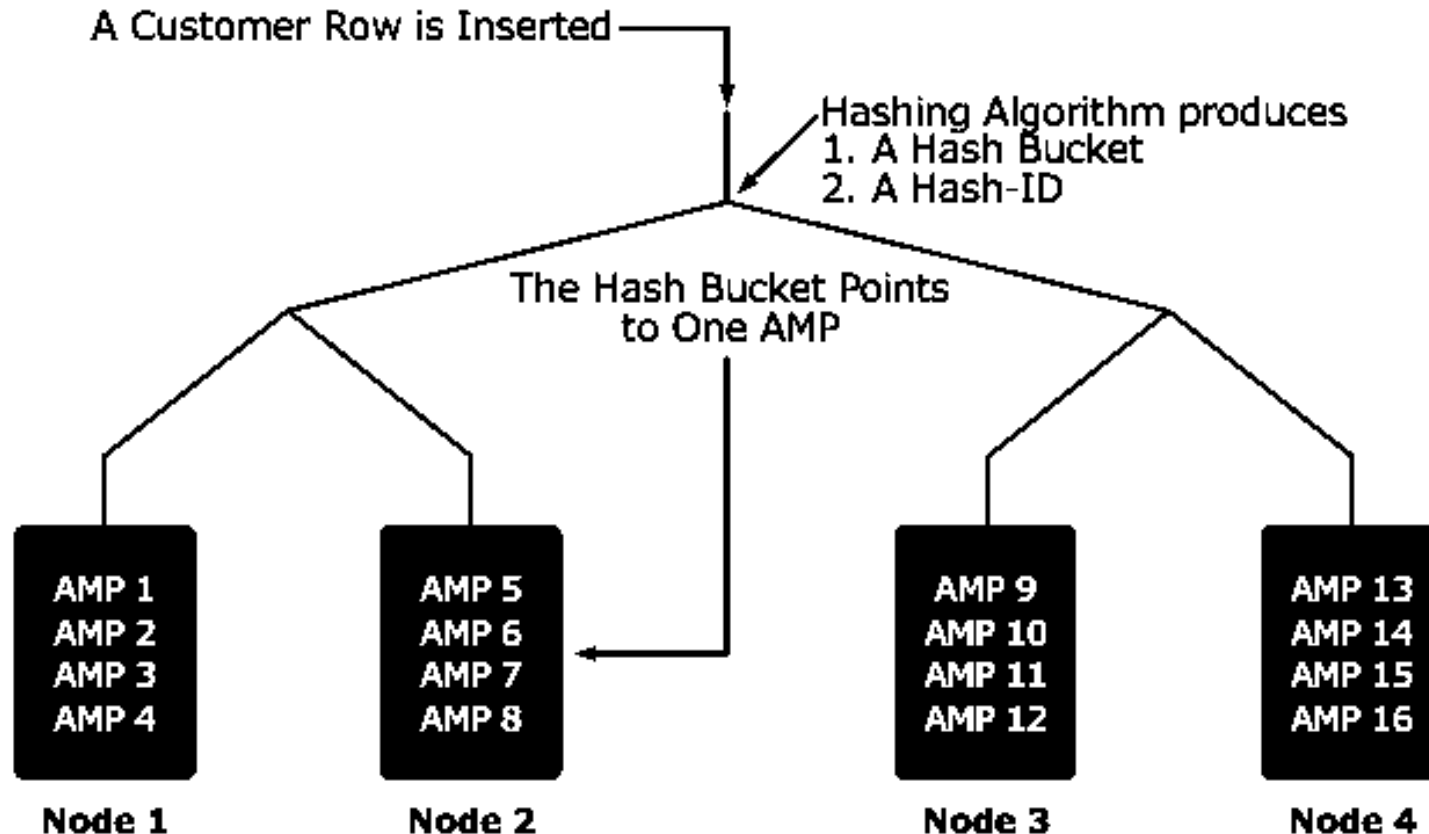 A Customer Row is Inserted
Hashing Algorithm produces
1. A Hash Bucket
2. A Hash-ID
The Hash Bucket Points
to One AMP
AMP 1
AMP 2
AMP 3
AMP 4
Node 1
AMP 5
AMP 6
AMP 7
AMP 8
Node 2
AMP 9
AMP 10
AMP 11
AMP 12
Node 3
AMP 13
AMP 14
AMP 15
AMP 16
Node 4